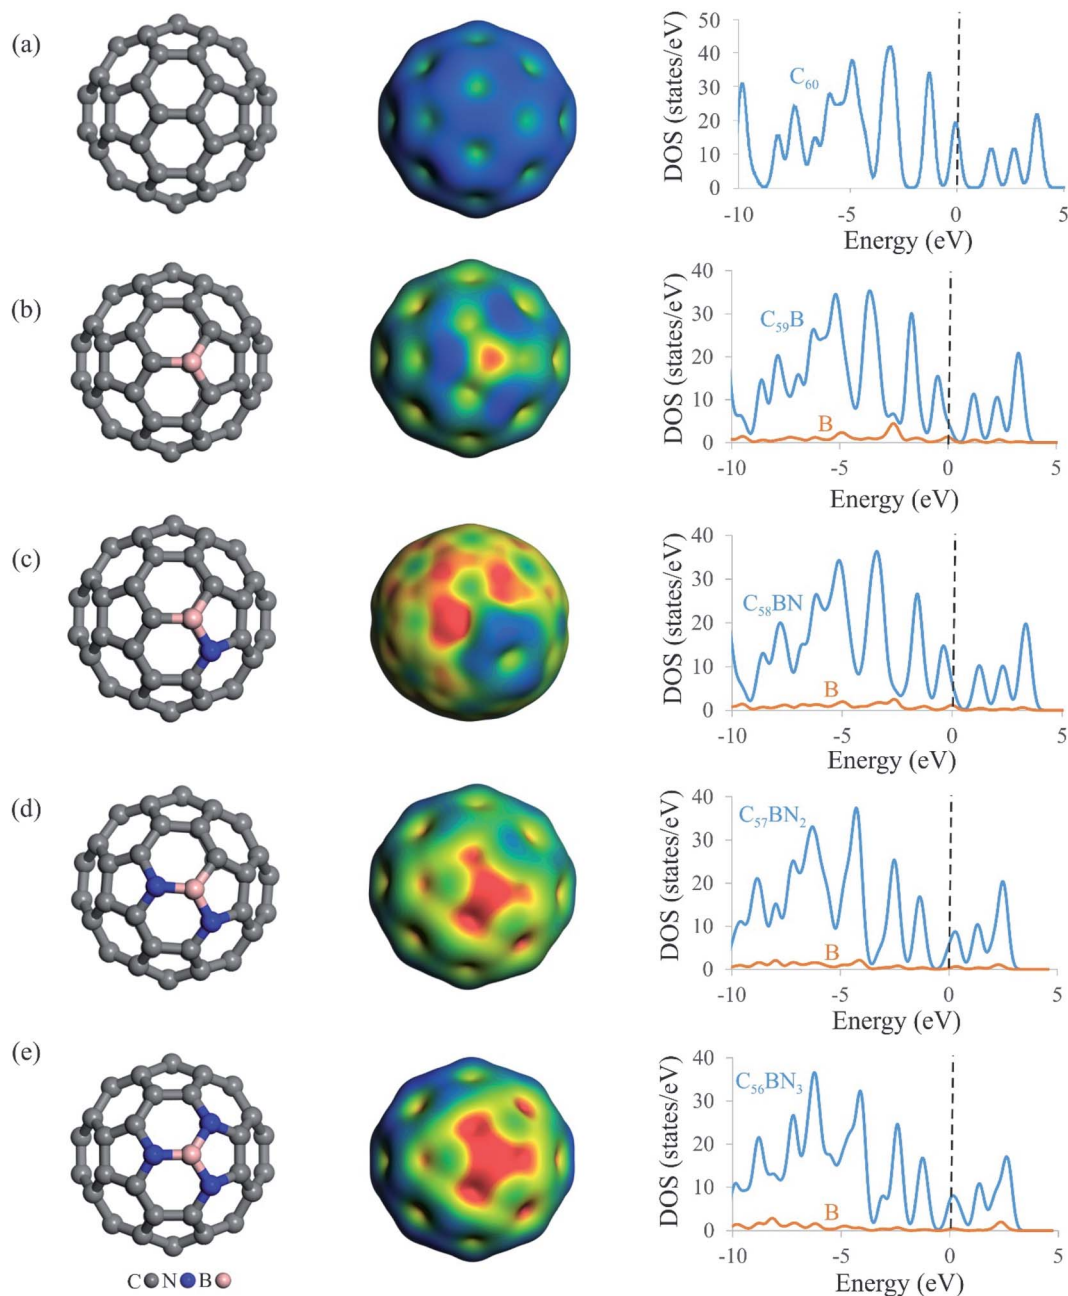 (a)
DOS (states/eV)
50
40
30
20
10
0
C₆₀
-10
-5
0
5
Energy (eV)
(b)
DOS (states/eV)
40
30
20
10
0
C₅₉B
B
-10
-5
0
5
Energy (eV)
(c)
DOS (states/eV)
40
30
20
10
0
C₅₈BN
B
-10
-5
0
5
Energy (eV)
(d)
DOS (states/eV)
40
30
20
10
0
C₅₇BN₂
B
-10
-5
0
5
Energy (eV)
(e)
DOS (states/eV)
40
30
20
10
0
C₅₆BN₃
B
-10
-5
0
5
Energy (eV)
C N B